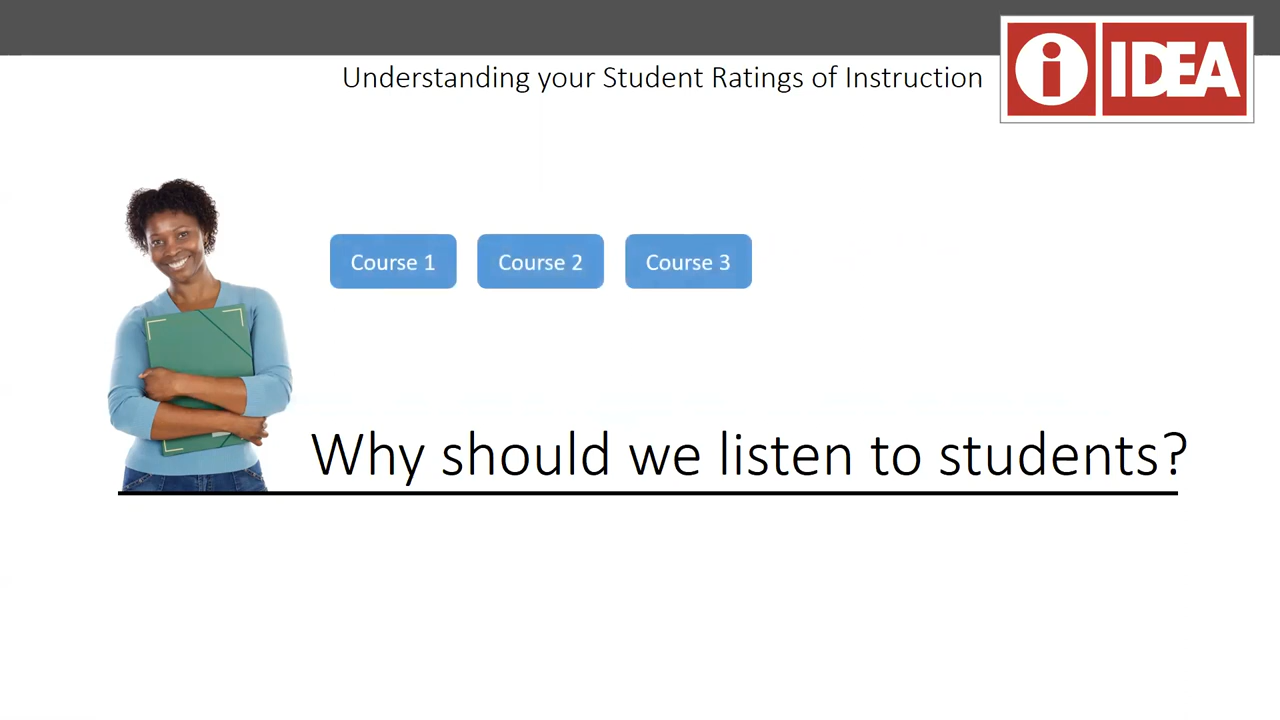 i IDEA
Understanding your Student Ratings of Instruction
Course 1 Course 2 Course 3
Why should we listen to students?